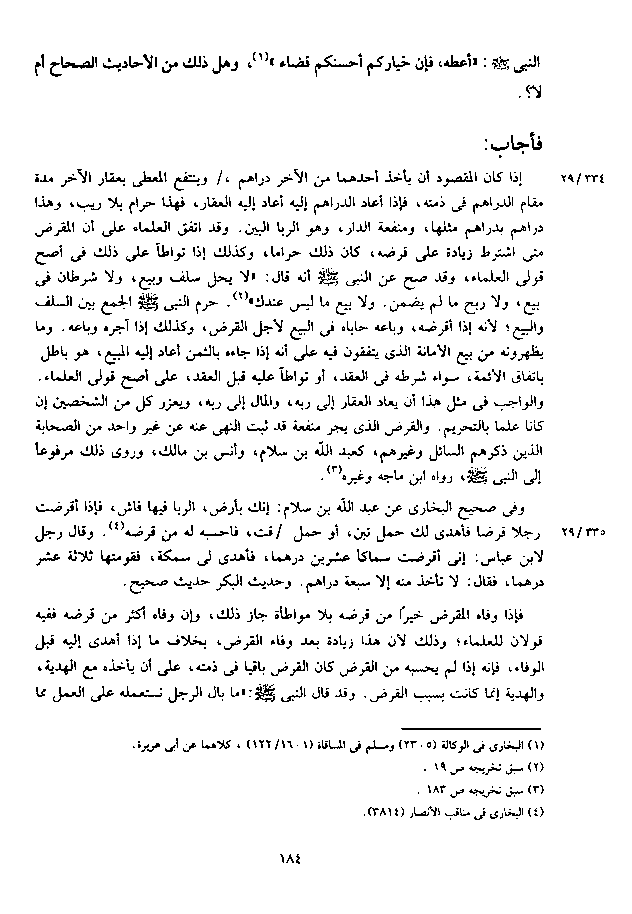 النبى ﷺ : «أعطه، فإن خياركم أحسنكم قضاء»(١)، وهل ذلك من الأحاديث الصحاح أم
لا؟ .
فأجاب:
٢٩/٣٣٤ إذا كان المقصود أن يأخذ أحدهما من الآخر دراهم ،/ وينتفع المعطى بعقار الآخر مدة
مقام الدراهم فى ذمته، فإذا أعاد الدراهم إليه أعاد إليه العقار، فهذا حرام بلا ريب، وهذا
دراهم بدراهم مثلها، ومنفعة الدار، وهو الربا البين. وقد اتفق العلماء على أن المقرض
متى اشترط زيادة على قرضه، كان ذلك حراما، وكذلك إذا تواطآ على ذلك فى أصح
قولى العلماء، وقد صح عن النبى ﷺ أنه قال: «لا يحل سلف وبيع، ولا شرطان فى
بيع، ولا ربح ما لم يضمن. ولا بيع ما ليس عندك»(٢). حرم النبى ﷺ الجمع بين السلف
والبيع؛ لأنه إذا أقرضه، وباعه حاباه فى البيع لأجل القرض، وكذلك إذا آجره وباعه. وما
يظهرونه من بيع الأمانة الذى يتفقون فيه على أنه إذا جاءه بالثمن أعاد إليه المبيع، هو باطل
باتفاق الأئمة، سواء شرطه فى العقد، أو تواطآ عليه قبل العقد، على أصح قولى العلماء.
والواجب فى مثل هذا أن يعاد العقار إلى ربه، والمال إلى ربه، ويعزر كل من الشخصين إن
كانا علما بالتحريم. والقرض الذى يجر منفعة قد ثبت النهى عنه عن غير واحد من الصحابة
الذين ذكرهم السائل وغيرهم، كعبد الله بن سلام، وأنس بن مالك، وروى ذلك مرفوعاً
إلى النبى ﷺ، رواه ابن ماجه وغيره(٣).
وفى صحيح البخارى عن عبد الله بن سلام: إنك بأرض، الربا فيها فاش، فإذا أقرضت
٢٩/٣٣٥ رجلا قرضا فأهدى لك حمل تبن، أو حمل /قت، فاحسبه له من قرضه(٤). وقال رجل
لابن عباس: إنى أقرضت سماكاً عشرين درهما، فأهدى لى سمكة، فقومتها ثلاثة عشر
درهما، فقال: لا تأخذ منه إلا سبعة دراهم. وحديث البكر حديث صحيح.
فإذا وفاه المقرض خيراً من قرضه بلا مواطأة جاز ذلك، وإن وفاه أكثر من قرضه ففيه
قولان للعلماء؛ وذلك لأن هذا زيادة بعد وفاء القرض، بخلاف ما إذا أهدى إليه قبل
الوفاء، فإنه إذا لم يحسبه من القرض كان القرض باقيا فى ذمته، على أن يأخذه مع الهدية،
والهدية إنما كانت بسبب القرض. وقد قال النبى ﷺ:«ما بال الرجل نستعمله على العمل مما
(١) البخارى فى الوكالة (٢٣٠٥) ومسلم فى المساقاة (١٦٠١/ ١٢٢) ، كلاهما عن أبى هريرة.
(٢) سبق تخريجه ص ١٩ .
(٣) سبق تخريجه ص ١٨٣ .
(٤) البخارى فى مناقب الأنصار (٣٨١٤).
١٨٤